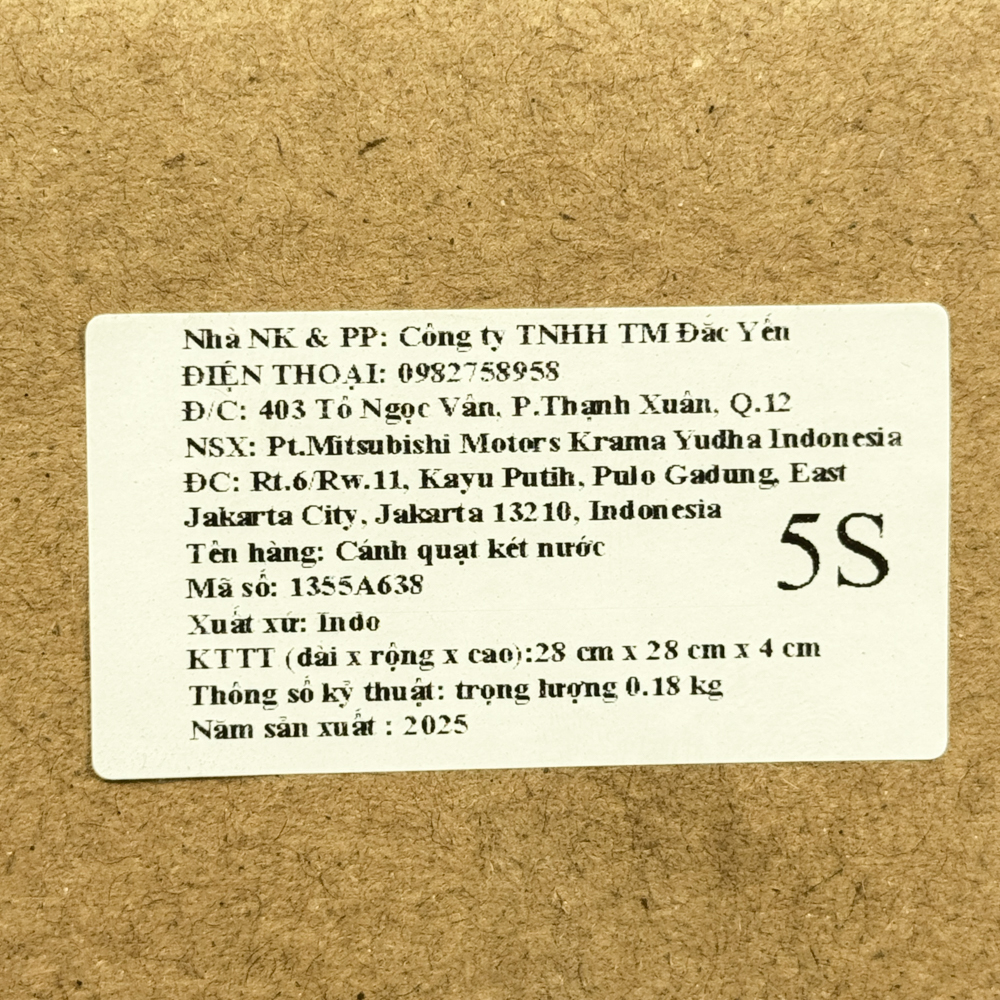 Nhà NK & PP: Công ty TNHH TM Đắc Yến
ĐIỆN THOẠI: 0982758958
Đ/C: 403 Tô Ngọc Vân, P.Thạnh Xuân, Q.12
NSX: Pt.Mitsubishi Motors Krama Yudha Indonesia
ĐC: Rt.6/Rw.11, Kayu Putih, Pulo Gadung, East
Jakarta City, Jakarta 13210, Indonesia
Tên hàng: Cánh quạt két nước
Mã số: 1355A638
Xuất xứ: Indo
KTTT (dài x rộng x cao):28 cm x 28 cm x 4 cm
Thông số kỹ thuật: trọng lượng 0.18 kg
Năm sản xuất : 2025
5S